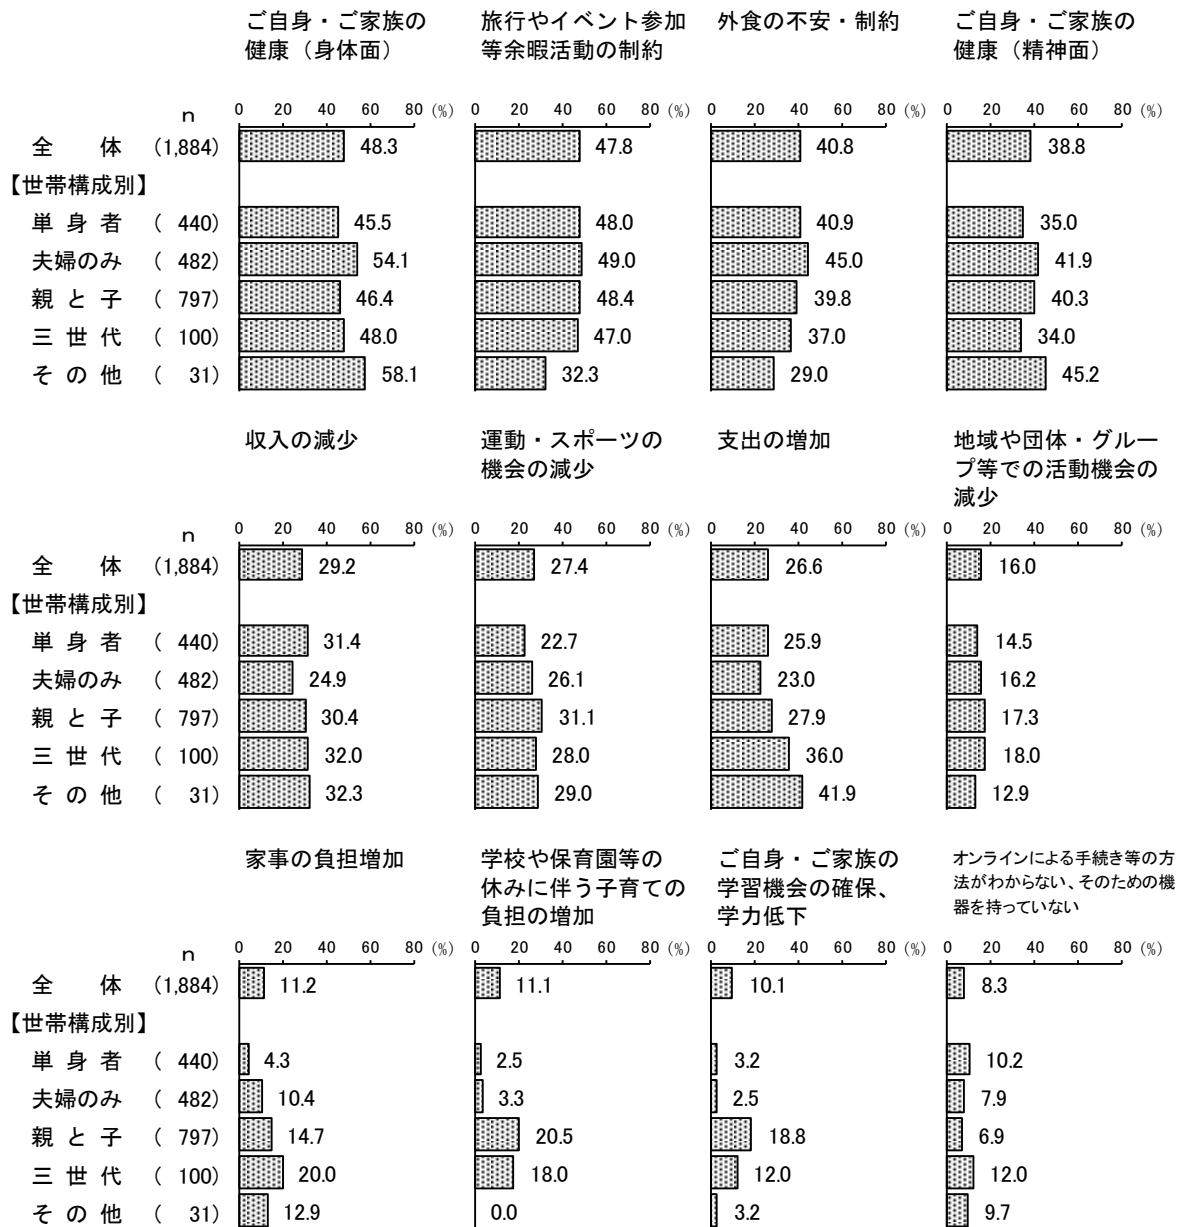 ご自身・ご家族の 旅行やイベント参加 外食の不安・制約 ご自身・ご家族の
健康（身体面） 等余暇活動の制約 健康（精神面）
n 0 20 40 60 80 (%) 0 20 40 60 80 (%) 0 20 40 60 80 (%) 0 20 40 60 80 (%)
全 体 (1,884) 48.3 47.8 40.8 38.8
【世帯構成別】
単 身 者 ( 440) 45.5 48.0 40.9 35.0
夫婦のみ ( 482) 54.1 49.0 45.0 41.9
親 と 子 ( 797) 46.4 48.4 39.8 40.3
三 世 代 ( 100) 48.0 47.0 37.0 34.0
そ の 他 ( 31) 58.1 32.3 29.0 45.2
収入の減少 運動・スポーツの 支出の増加 地域や団体・グルー
機会の減少 プ等での活動機会の
減少
n 0 20 40 60 80 (%) 0 20 40 60 80 (%) 0 20 40 60 80 (%) 0 20 40 60 80 (%)
全 体 (1,884) 29.2 27.4 26.6 16.0
【世帯構成別】
単 身 者 ( 440) 31.4 22.7 25.9 14.5
夫婦のみ ( 482) 24.9 26.1 23.0 16.2
親 と 子 ( 797) 30.4 31.1 27.9 17.3
三 世 代 ( 100) 32.0 28.0 36.0 18.0
そ の 他 ( 31) 32.3 29.0 41.9 12.9
家事の負担増加 学校や保育園等の ご自身・ご家族の オンラインによる手続き等の方
休みに伴う子育ての 学習機会の確保、 法がわからない、そのための機
負担の増加 学力低下 器を持っていない
n 0 20 40 60 80 (%) 0 20 40 60 80 (%) 0 20 40 60 80 (%) 0 20 40 60 80 (%)
全 体 (1,884) 11.2 11.1 10.1 8.3
【世帯構成別】
単 身 者 ( 440) 4.3 2.5 3.2 10.2
夫婦のみ ( 482) 10.4 3.3 2.5 7.9
親 と 子 ( 797) 14.7 20.5 18.8 6.9
三 世 代 ( 100) 20.0 18.0 12.0 12.0
そ の 他 ( 31) 12.9 0.0 3.2 9.7